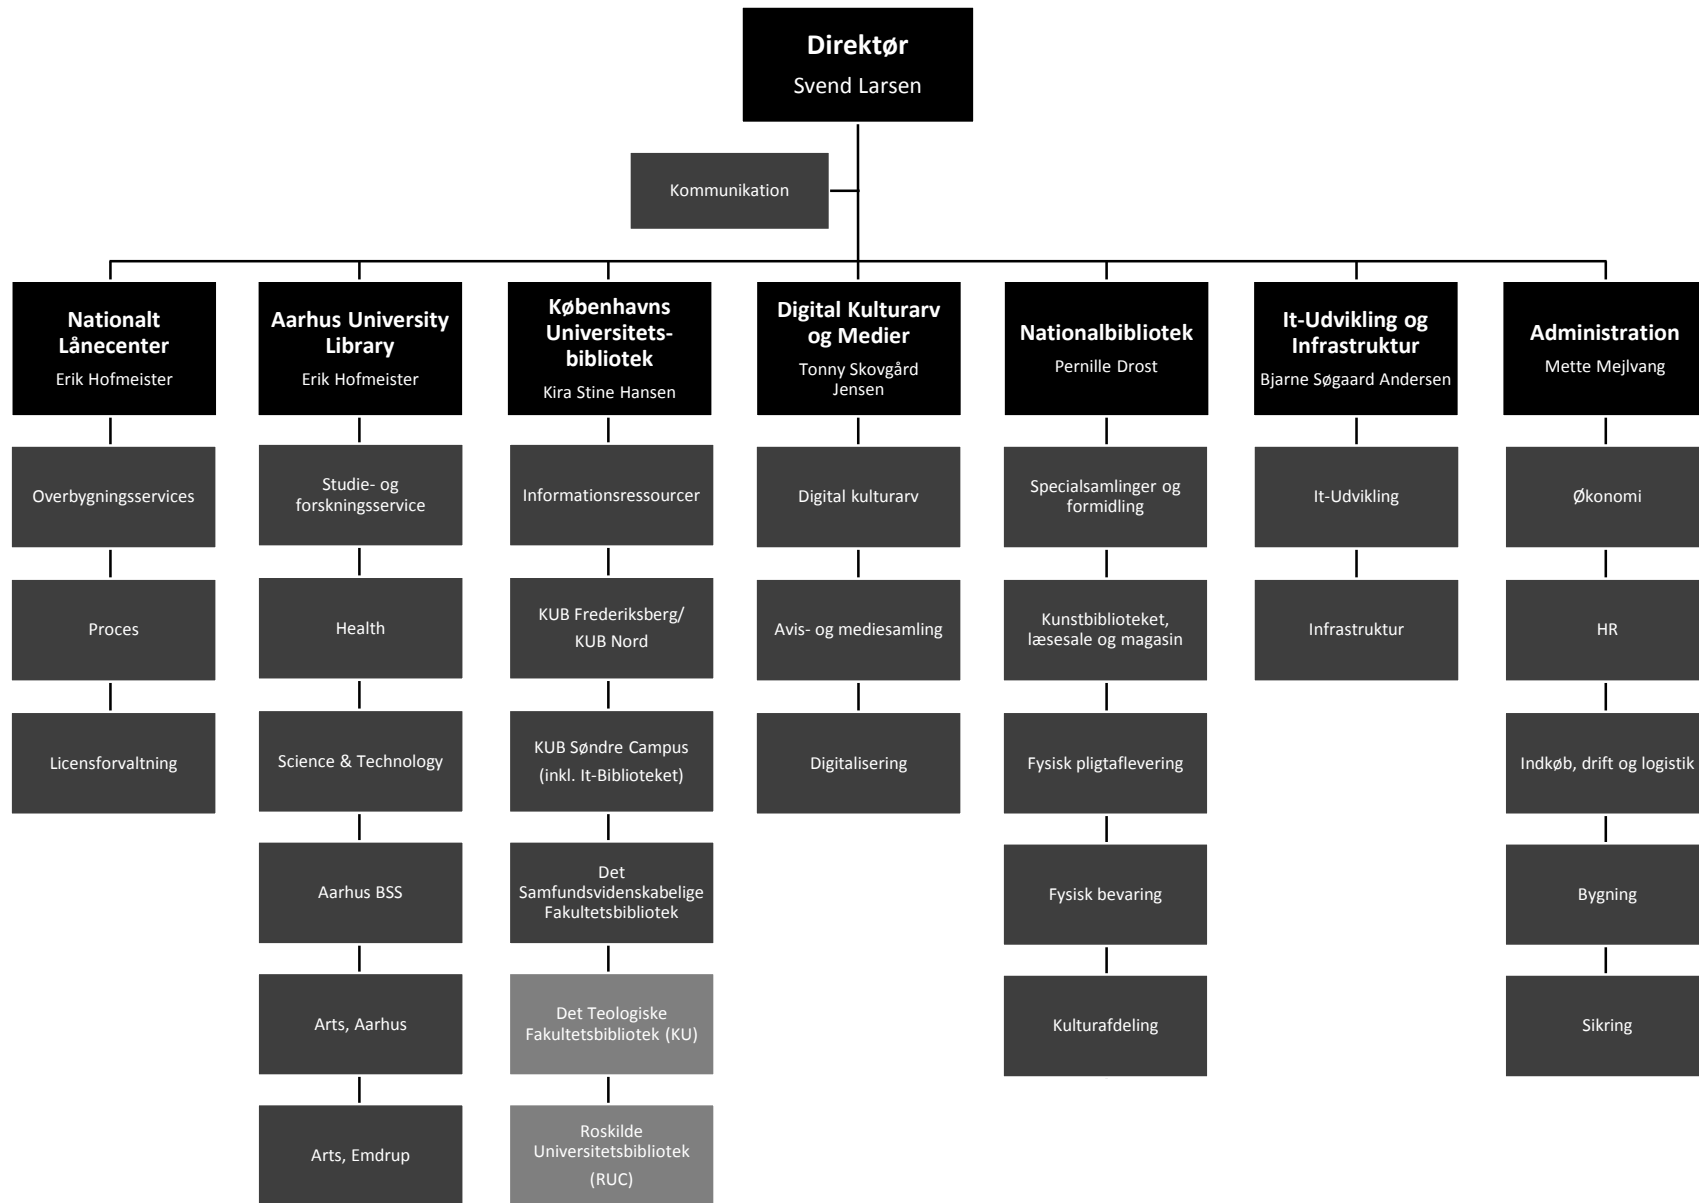 Direktør
Svend Larsen
Kommunikation
Nationalt
Lånecenter
Erik Hofmeister
Aarhus University
Library
Erik Hofmeister
Københavns
Universitets-
bibliotek
Kira Stine Hansen
Digital Kulturarv
og Medier
Tonny Skovgård
Jensen
Nationalbibliotek
Pernille Drost
It-Udvikling og
Infrastruktur
Bjarne Søgaard Andersen
Administration
Mette Mejlvang
Overbygningsservices
Proces
Licensforvaltning
Studie- og
forskningsservice
Health
Science & Technology
Aarhus BSS
Arts, Aarhus
Arts, Emdrup
Informationsressourcer
KUB Frederiksberg/
KUB Nord
KUB Søndre Campus
(inkl. It-Biblioteket)
Det
Samfundsvidenskabelige
Fakultetsbibliotek
Det Teologiske
Fakultetsbibliotek (KU)
Roskilde
Universitetsbibliotek
(RUC)
Digital kulturarv
Avis- og mediesamling
Digitalisering
Specialsamlinger og
formidling
Kunstbiblioteket,
læsesale og magasin
Fysisk pligtaflevering
Fysisk bevaring
Kulturafdeling
It-Udvikling
Infrastruktur
Økonomi
HR
Indkøb, drift og logistik
Bygning
Sikring